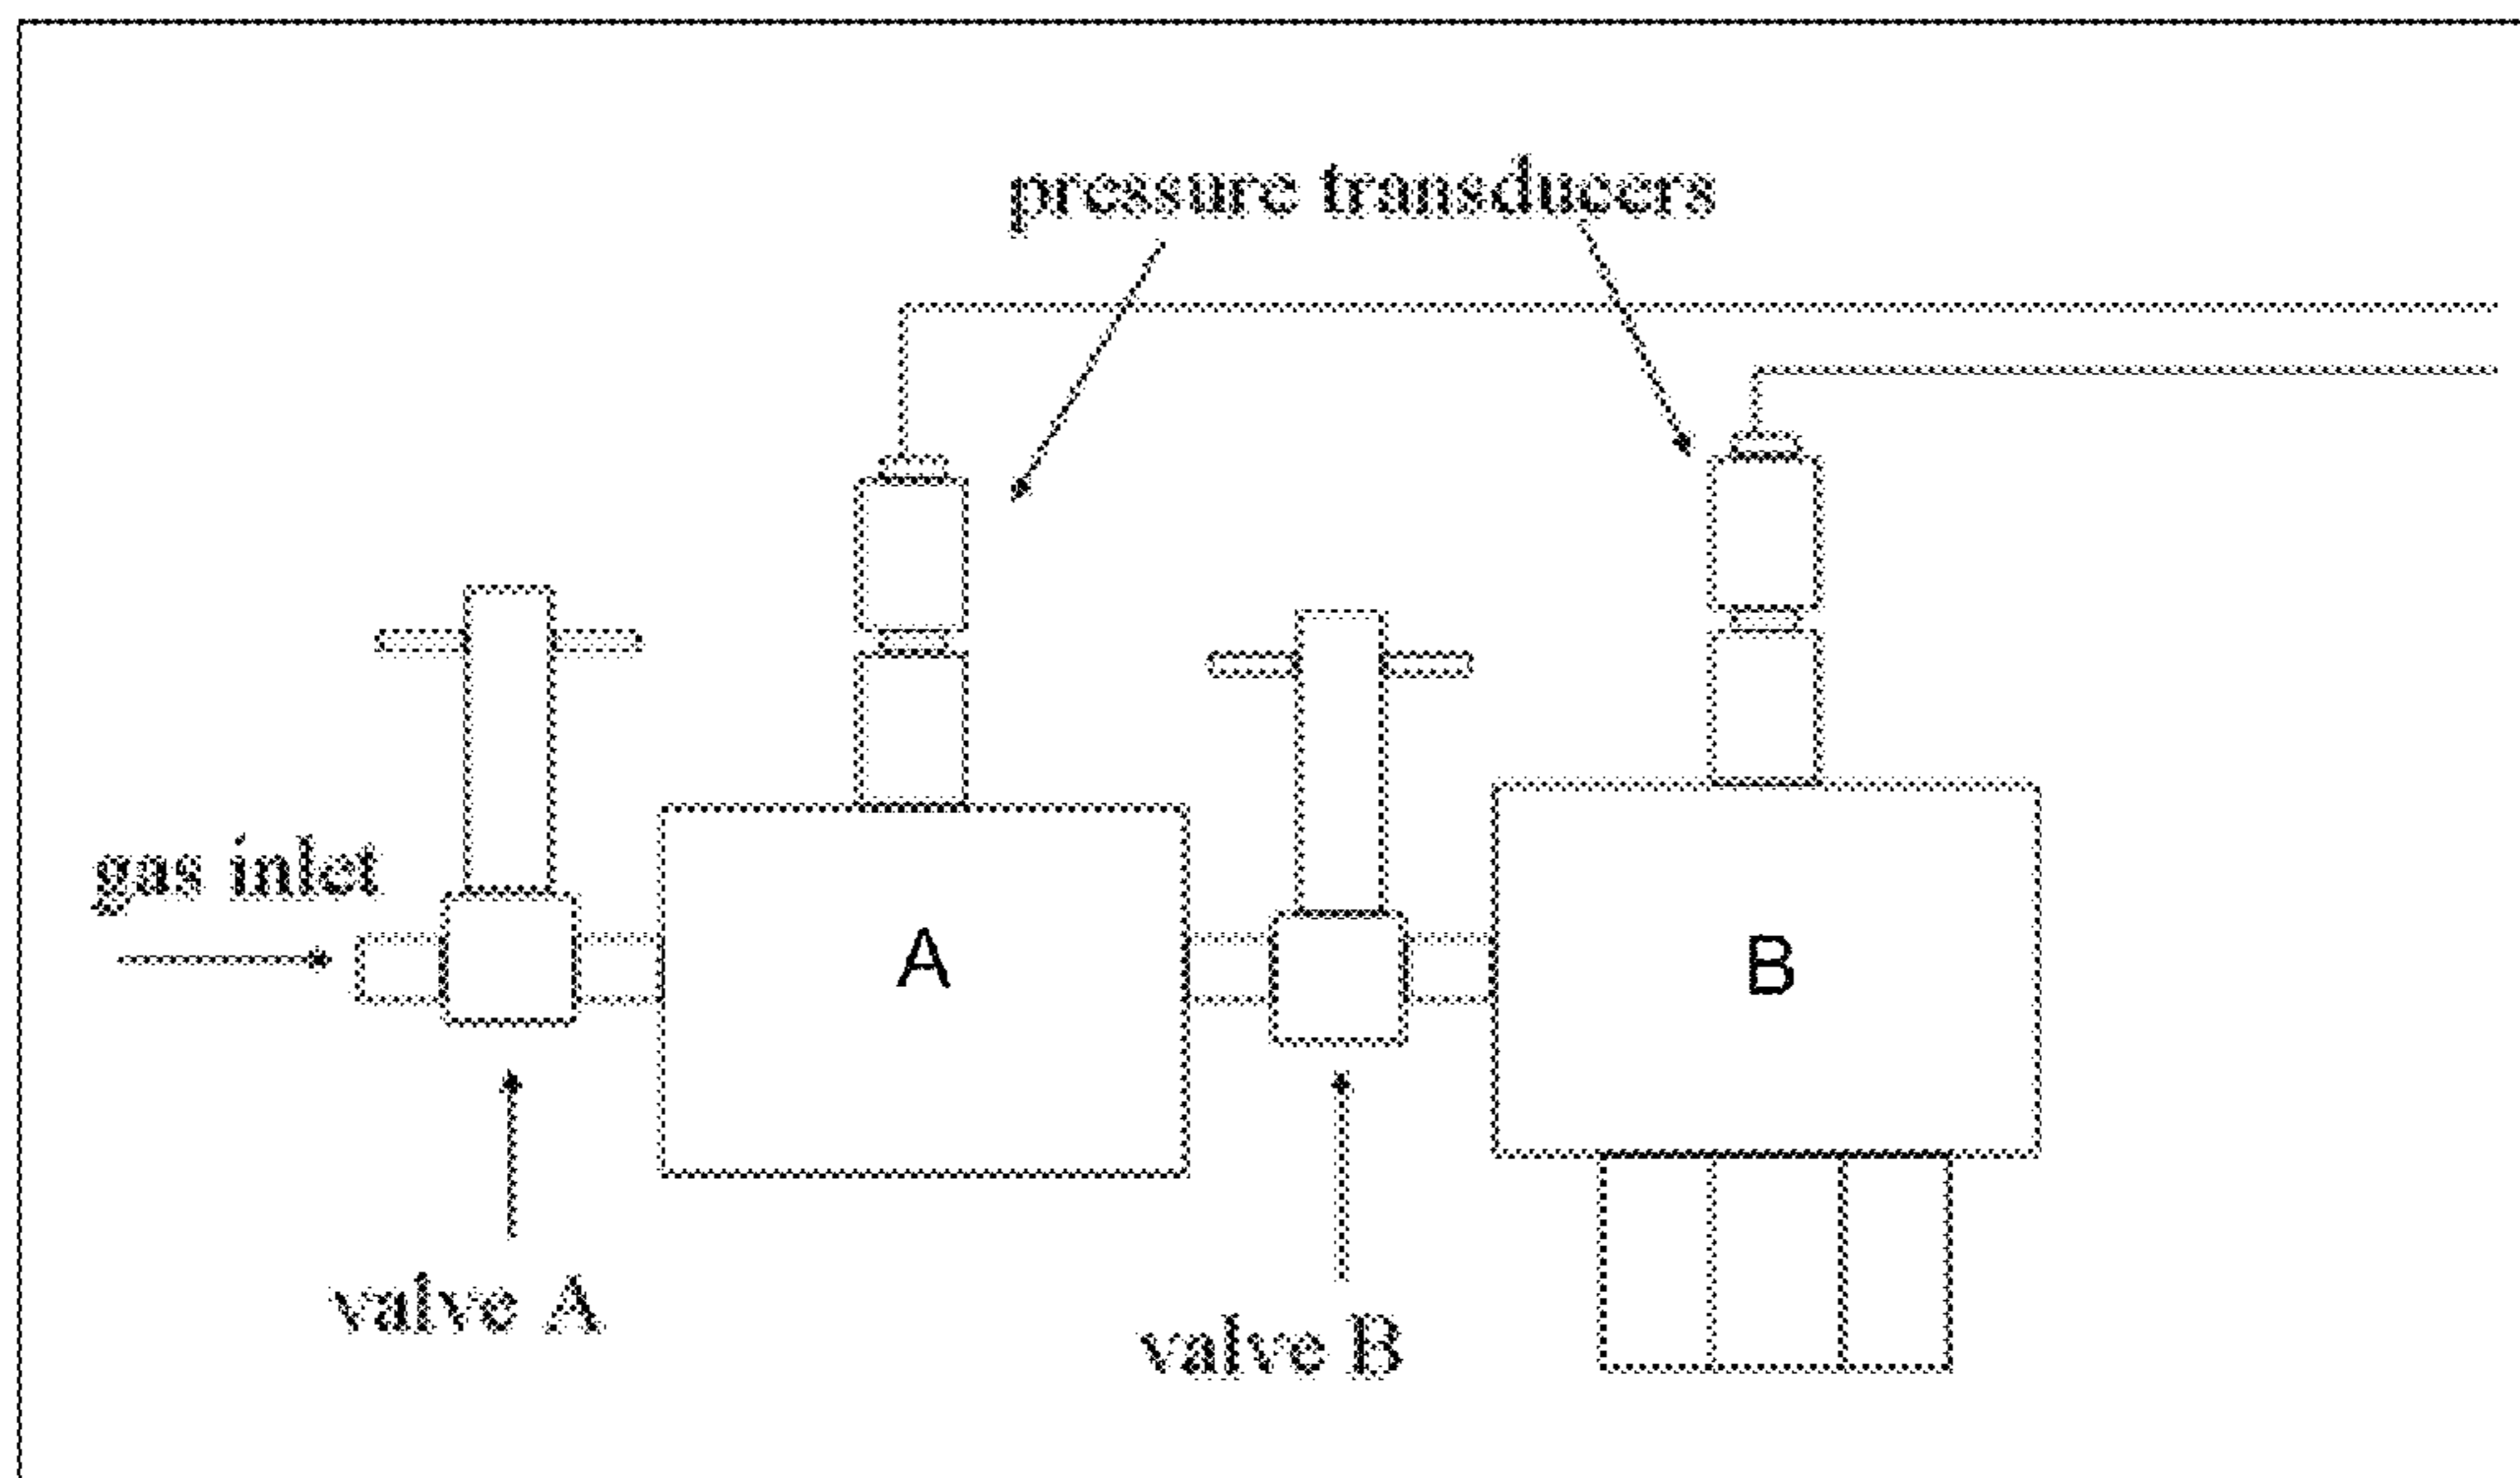 pressure transducers
gas inlet
A
B
valve A
valve B